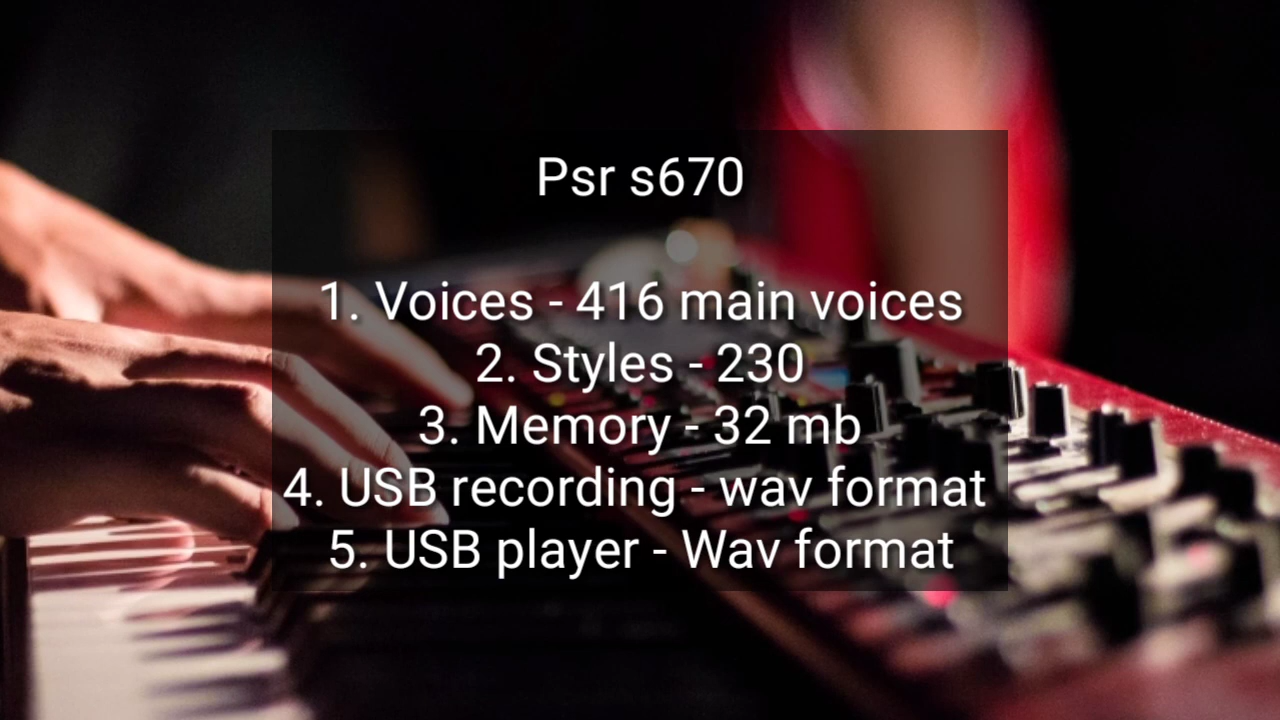 Psr s670
1. Voices - 416 main voices
2. Styles - 230
3. Memory - 32 mb
4. USB recording - wav format
5. USB player - Wav format